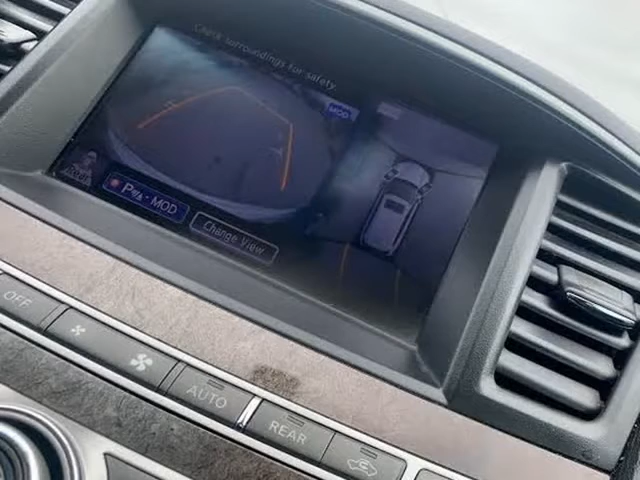 Check surroundings for safety.
MOD
P · MOD
Change View
OFF
AUTO
REAR